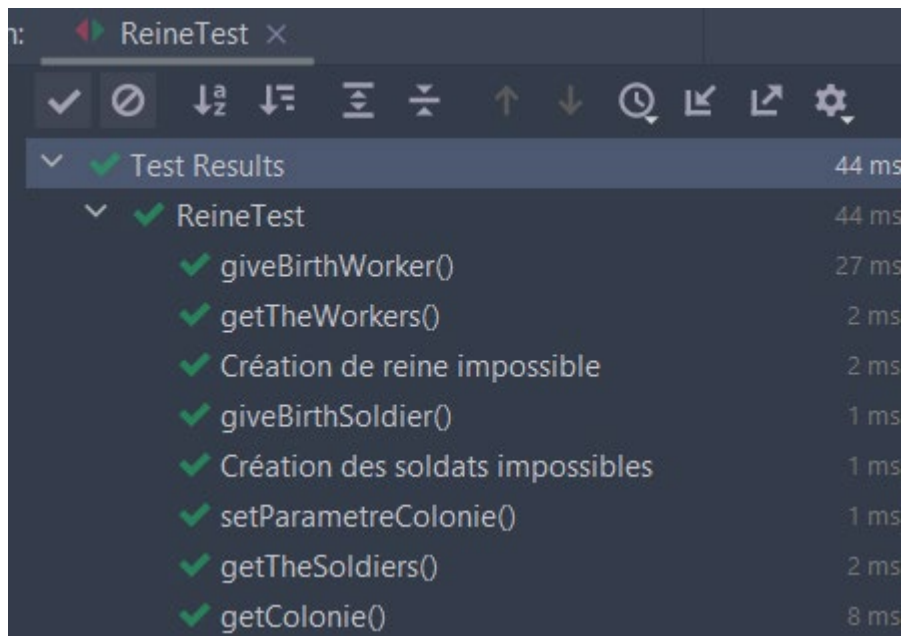 n: ReineTest
Test Results 44 ms
ReineTest 44 ms
giveBirthWorker() 27 ms
getTheWorkers() 2 ms
Création de reine impossible 2 ms
giveBirthSoldier() 1 ms
Création des soldats impossibles 1 ms
setParametreColonie() 1 ms
getTheSoldiers() 2 ms
getColonie() 8 ms